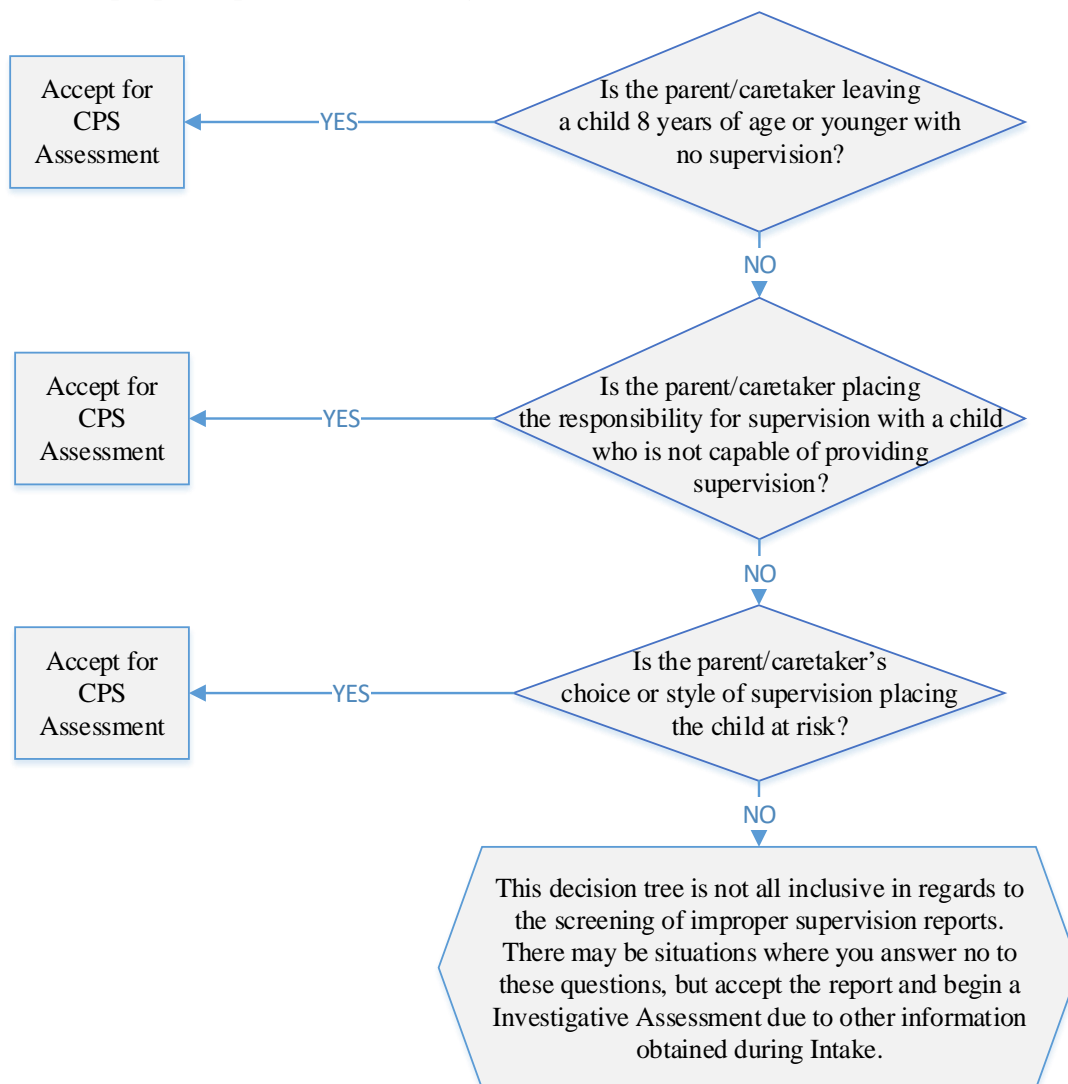 Accept for
CPS
Assessment
YES
Is the parent/caretaker leaving
a child 8 years of age or younger with
no supervision?
NO
Accept for
CPS
Assessment
YES
Is the parent/caretaker placing
the responsibility for supervision with a child
who is not capable of providing
supervision?
NO
Accept for
CPS
Assessment
YES
Is the parent/caretaker’s
choice or style of supervision placing
the child at risk?
NO
This decision tree is not all inclusive in regards to
the screening of improper supervision reports.
There may be situations where you answer no to
these questions, but accept the report and begin a
Investigative Assessment due to other information
obtained during Intake.